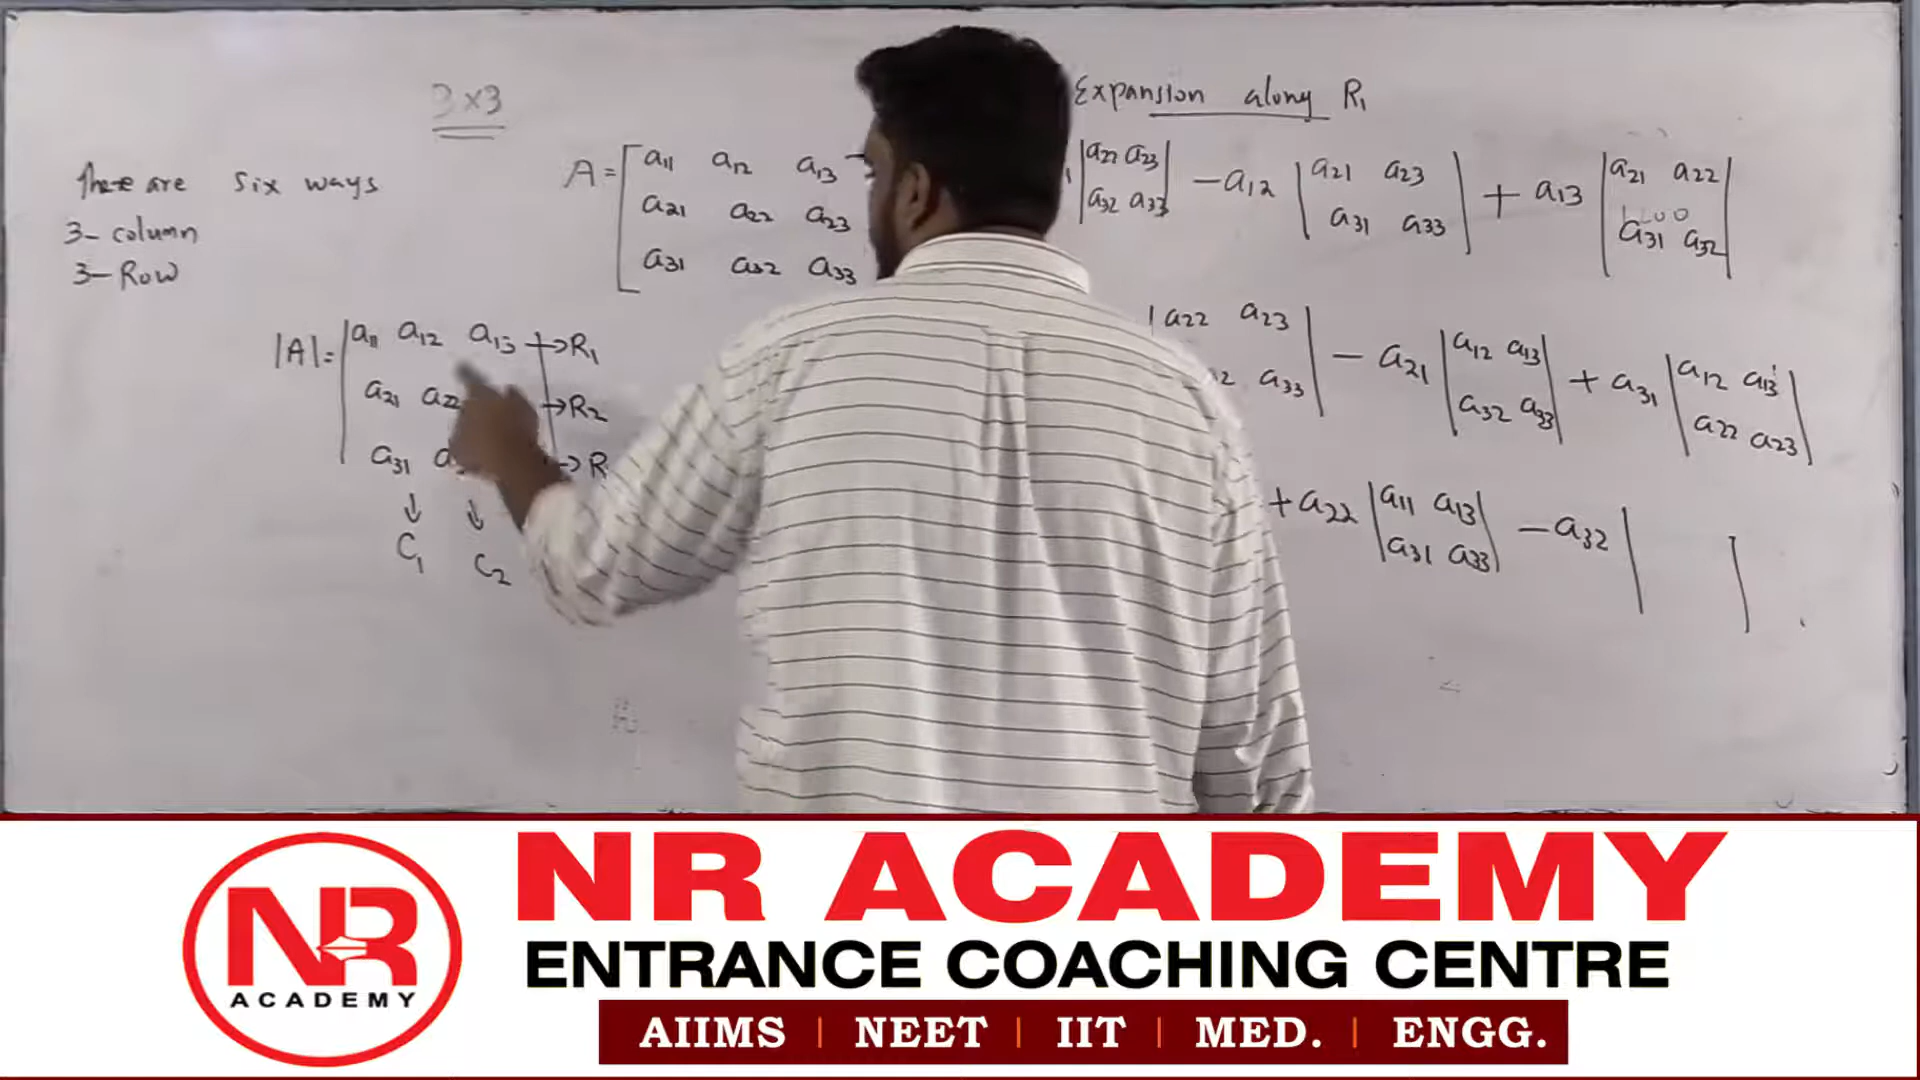 3×3
There are six ways
3- column
3- Row
A = [ a11 a12 a13
a21 a22 a23
a31 a32 a33
|A| = | a11 a12 a13 | → R1
a21 a22 → R2
a31 → R
↓ ↓
C1 C2
Expansion along R1
| a22 a23 | - a12 | a21 a23 | + a13 | a21 a22 |
| a32 a33 | | a31 a33 | | a31 a32 |
| a22 a23 | - a21 | a12 a13 | + a31 | a12 a13 |
a33 | | a32 a33 | | a22 a23 |
+ a22 | a11 a13 | - a32 | |
| a31 a33 |
NR
ACADEMY
NR ACADEMY
ENTRANCE COACHING CENTRE
AIIMS | NEET | IIT | MED. | ENGG.